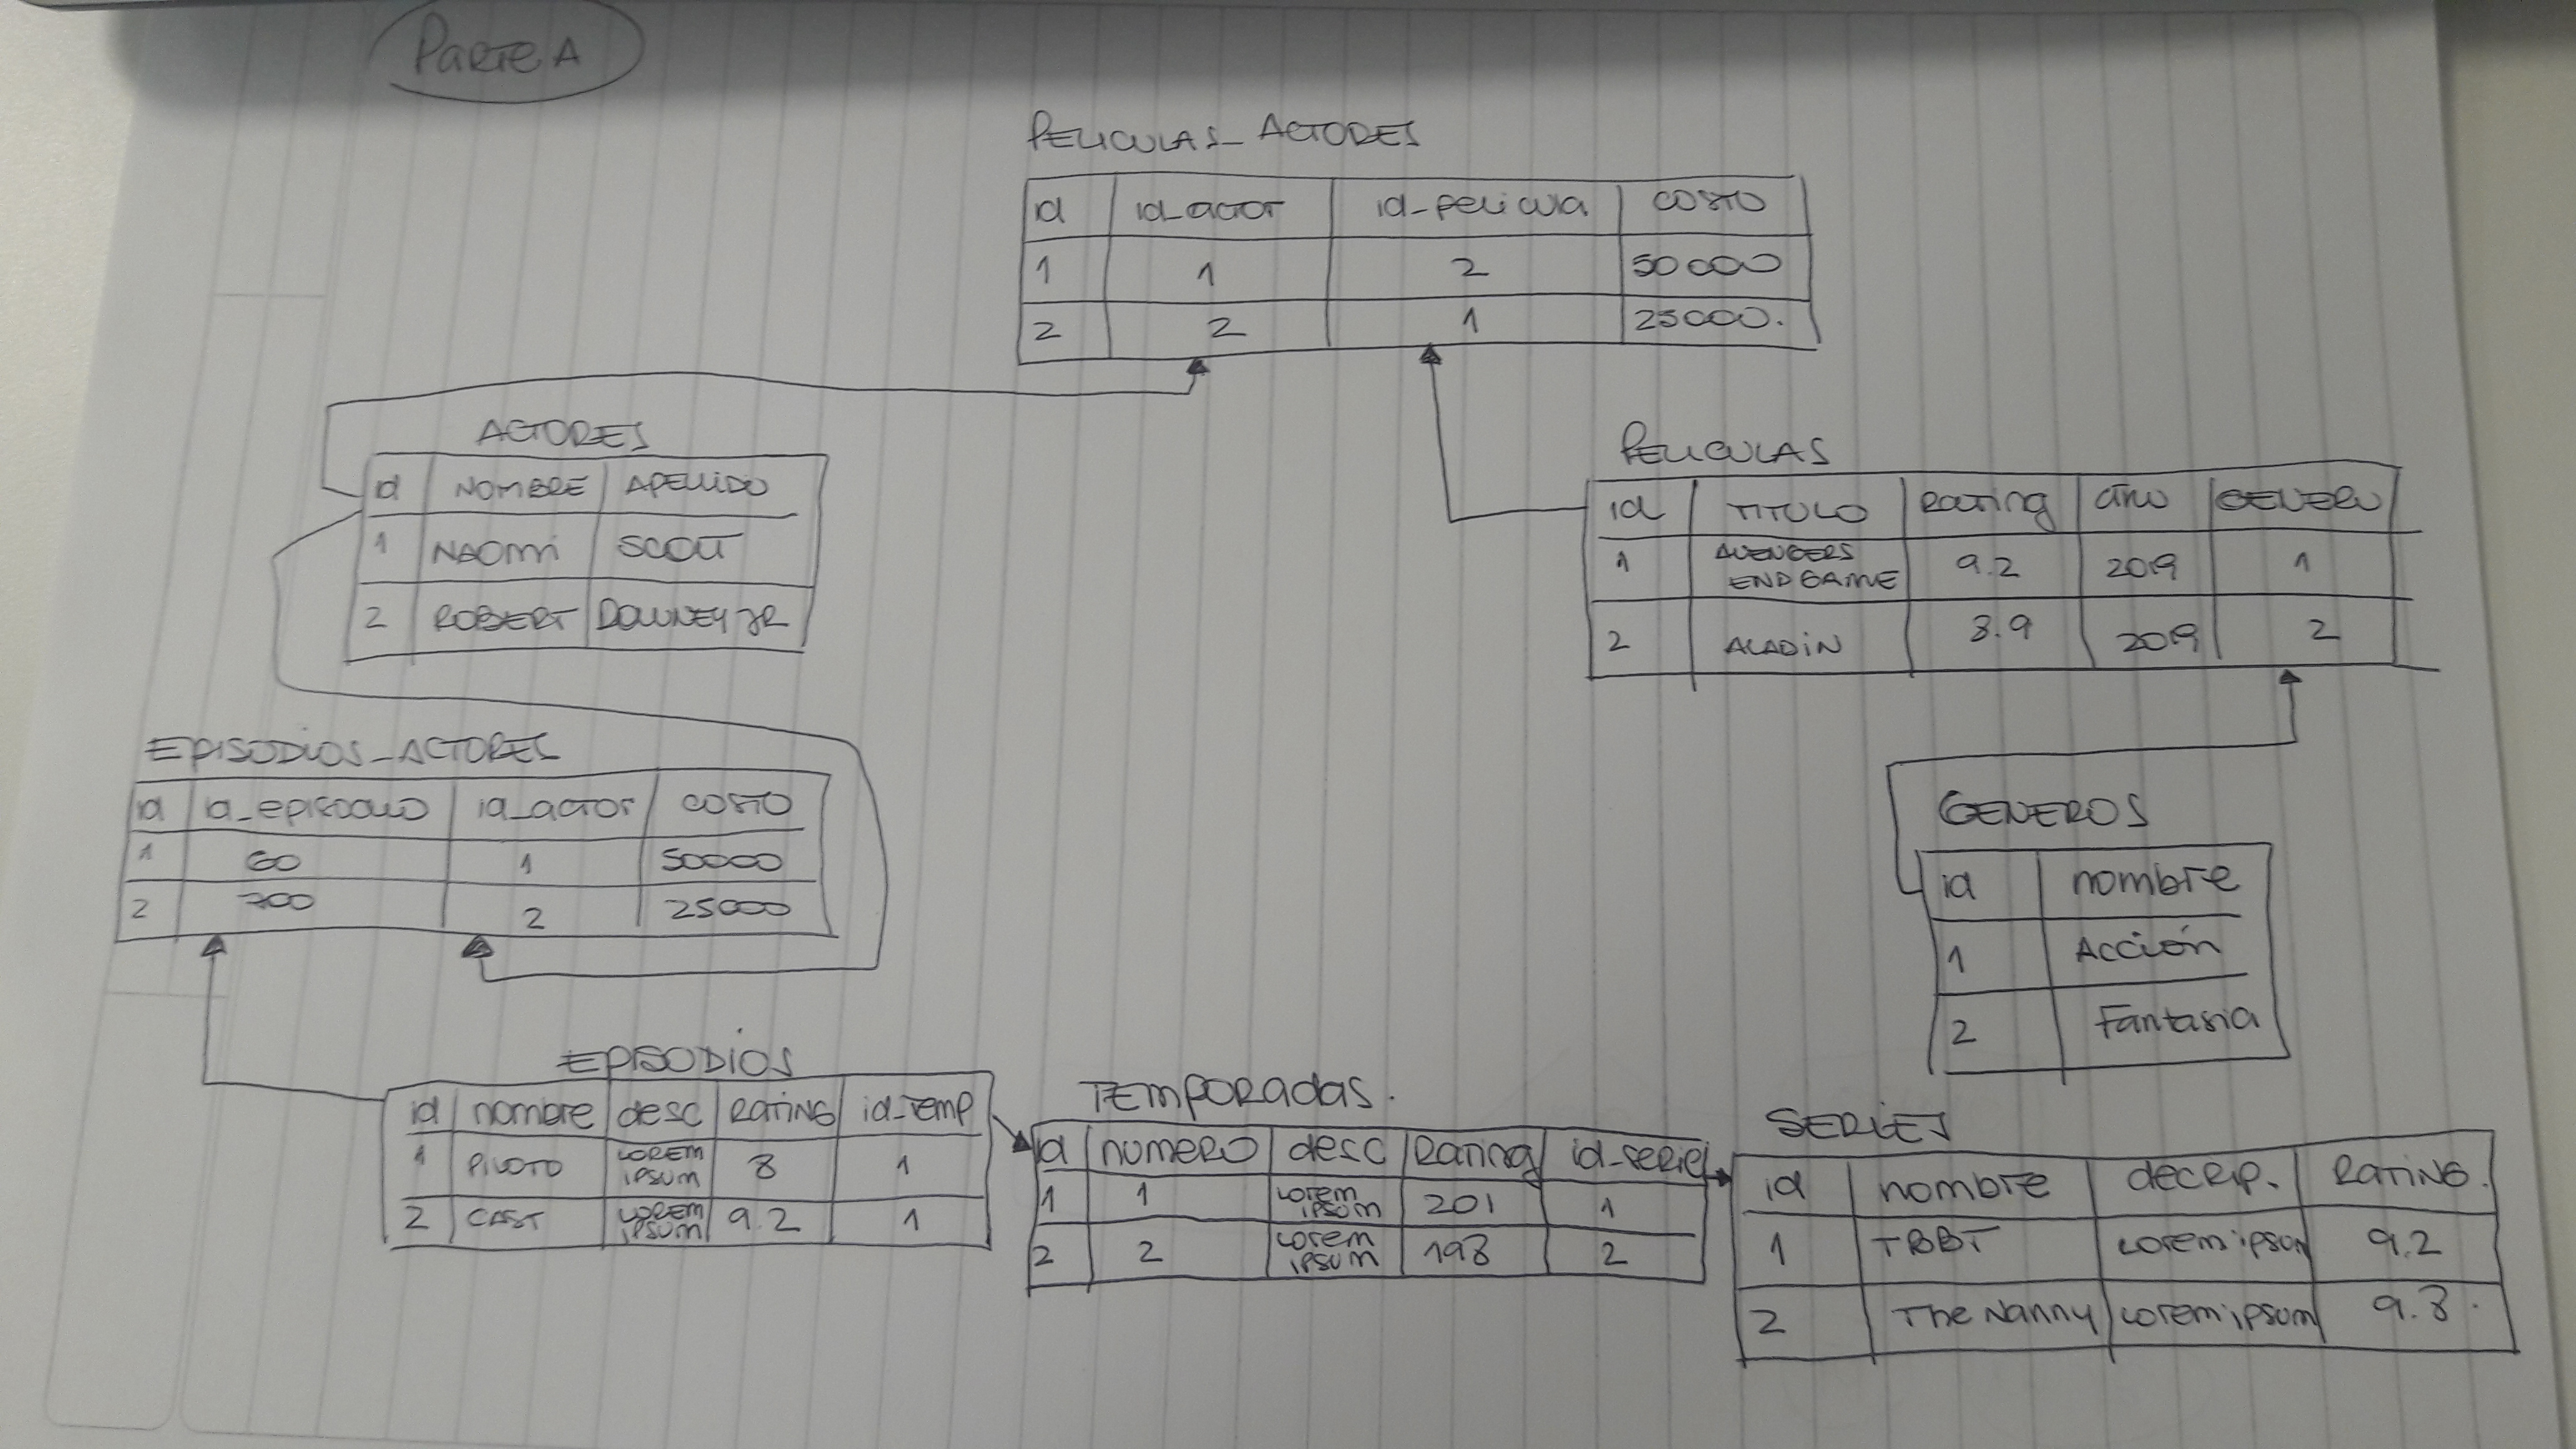 Parte A
PELICULAS_ACTORES
id id_actor id_pelicula COSTO
1 1 2 50000
2 2 1 25000.
ACTORES
id NOMBRE APELLIDO
1 NAOMI SCOTT
2 ROBERT DOWNEY JR
PELICULAS
id TITULO Rating año GENERO
1 AVENGERS ENDGAME 9.2 2019 1
2 ALADIN 8.9 2019 2
EPISODIOS_ACTORES
id id_episodio id_actor COSTO
1 60 1 50000
2 700 2 25000
GENEROS
id nombre
1 Acción
2 Fantasia
EPISODIOS
id nombre desc RATING id_Temp
1 PILOTO LOREM IPSUM 8 1
2 CAST LOREM IPSUM 9.2 1
TEMPORADAS.
id NUMERO desc Rating id_serie
1 1 LOREM IPSUM 201 1
2 2 LOREM IPSUM 198 2
SERIES
id nombre decrip. RATING.
1 TBBT Lorem ipsum 9.2
2 The Nanny Lorem ipsum 9.8.